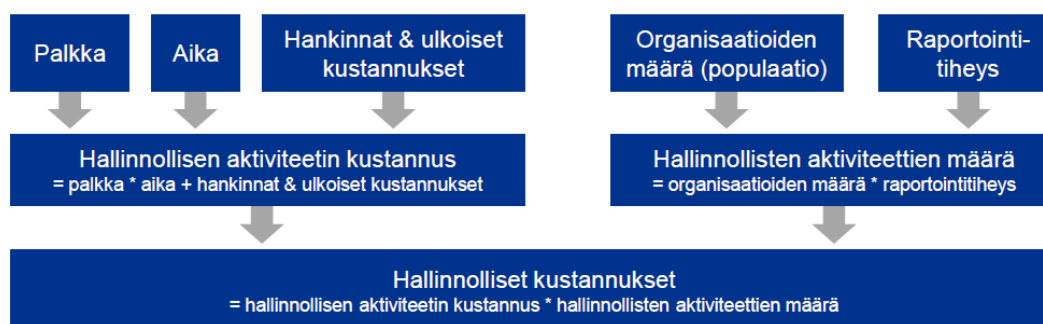 Palkka
Aika
Hankinnat & ulkoiset
kustannukset
Organisaatioiden
määrä (populaatio)
Raportointi-
tiheys
Hallinnollisen aktiviteetin kustannus
= palkka * aika + hankinnat & ulkoiset kustannukset
Hallinnollisten aktiviteettien määrä
= organisaatioiden määrä * raportointitiheys
Hallinnolliset kustannukset
= hallinnollisen aktiviteetin kustannus * hallinnollisten aktiviteettien määrä